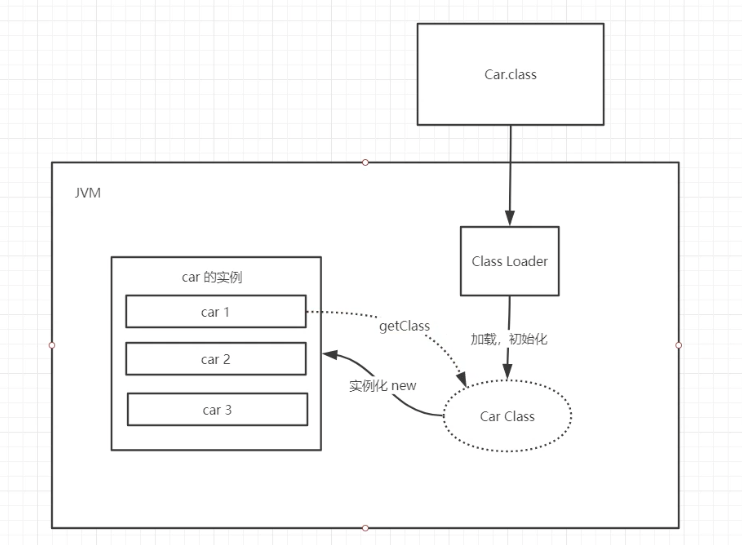 Car.class
JVM
Class Loader
car 的实例
car 1
getClass
加载，初始化
car 2
实例化 new
car 3
Car Class